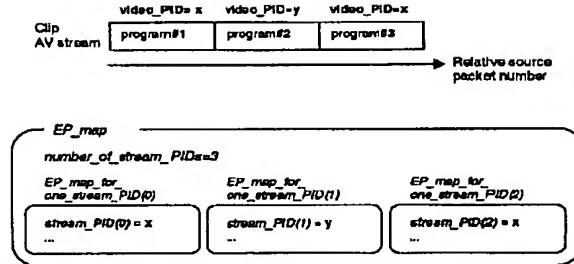 video_PID= x video_PID=y video_PID=x
Clip
AV stream
program#1 program#2 program#3
Relative source
packet number
EP_map
number_of_stream_PIDs=3
EP_map_for_ EP_map_for_ EP_map_for_
one_stream_PID(0) one_stream_PID(1) one_stream_PID(2)
stream_PID(0) = x stream_PID(1) = y stream_PID(2) = x
... ... ...